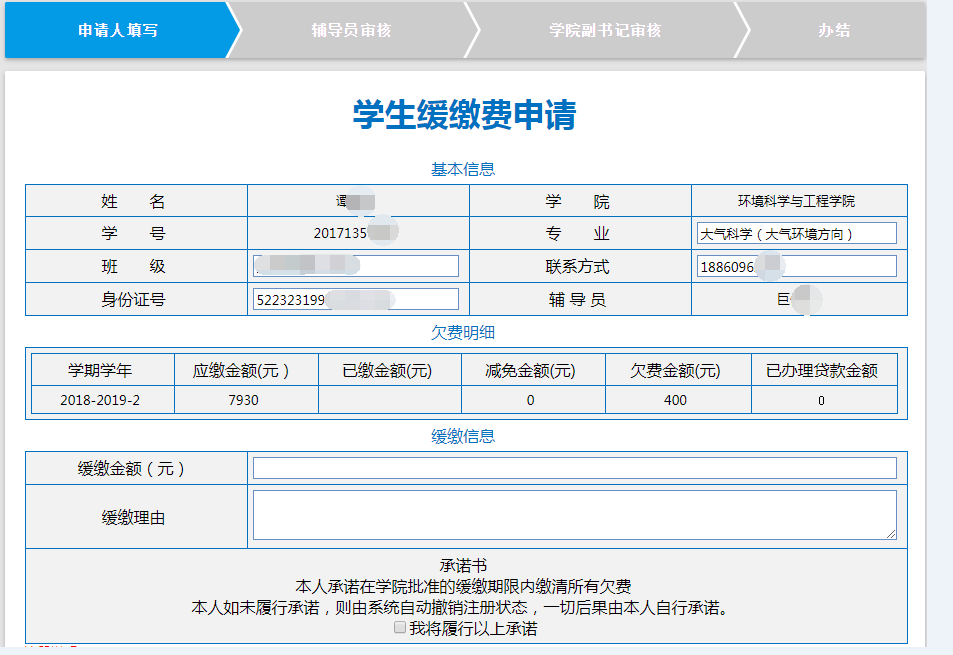 申请人填写 辅导员审核 学院副书记审核 办结
学生缓缴费申请
基本信息
姓 名 学 院 环境科学与工程学院
学 号 2017135 专 业 大气科学（大气环境方向）
班 级 联系方式 1886096
身份证号 522323199 辅 导 员
欠费明细
学期学年 应缴金额(元 ) 已缴金额(元) 减免金额(元) 欠费金额(元) 已办理贷款金额
2018-2019-2 7930 0 400 0
缓缴信息
缓缴金额（元 ）
缓缴理由
承诺书
本人承诺在学院批准的缓缴期限内缴清所有欠费
本人如未履行承诺，则由系统自动撤销注册状态，一切后果由本人自行承诺。
我将履行以上承诺